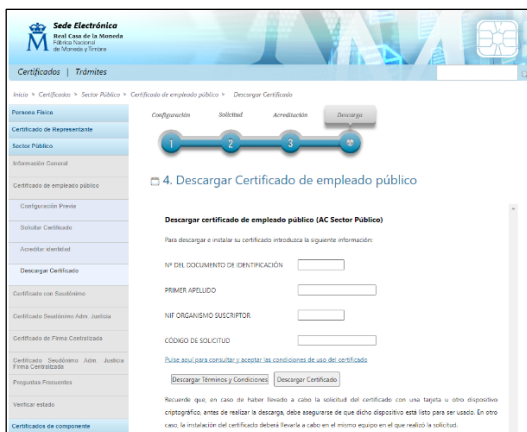 Sede Electrónica
Real Casa de la Moneda
Fábrica Nacional
de Moneda y Timbre
Certificados | Trámites
Inicio > Certificados > Sector Público > Certificado de empleado público > Descargar Certificado
Persona Física
Certificado de Representante
Sector Público
Información General
Certificado de empleado público
Configuración Previa
Solicitar Certificado
Acreditar identidad
Descargar Certificado
Certificado con Seudónimo
Certificado Seudónimo Adm. Justicia
Certificado de Firma Centralizada
Certificado Seudónimo Adm. Justicia
Firma Centralizada
Preguntas Frecuentes
Verificar estado
Certificados de componente
Configuración Solicitud Acreditación Descarga
1 2 3
4. Descargar Certificado de empleado público
Descargar certificado de empleado público (AC Sector Público)
Para descargar e instalar su certificado introduzca la siguiente información:
Nº DEL DOCUMENTO DE IDENTIFICACIÓN
PRIMER APELLIDO
NIF ORGANISMO SUSCRIPTOR
CÓDIGO DE SOLICITUD
Pulse aquí para consultar y aceptar las condiciones de uso del certificado
Descargar Términos y Condiciones Descargar Certificado
Recuerde que, en caso de haber llevado a cabo la solicitud del certificado con una tarjeta u otro dispositivo
criptográfico, antes de realizar la descarga, debe asegurarse de que dicho dispositivo está listo para ser usado. En otro
caso, la instalación del certificado deberá llevarla a cabo en el mismo equipo en el que realizó la solicitud.